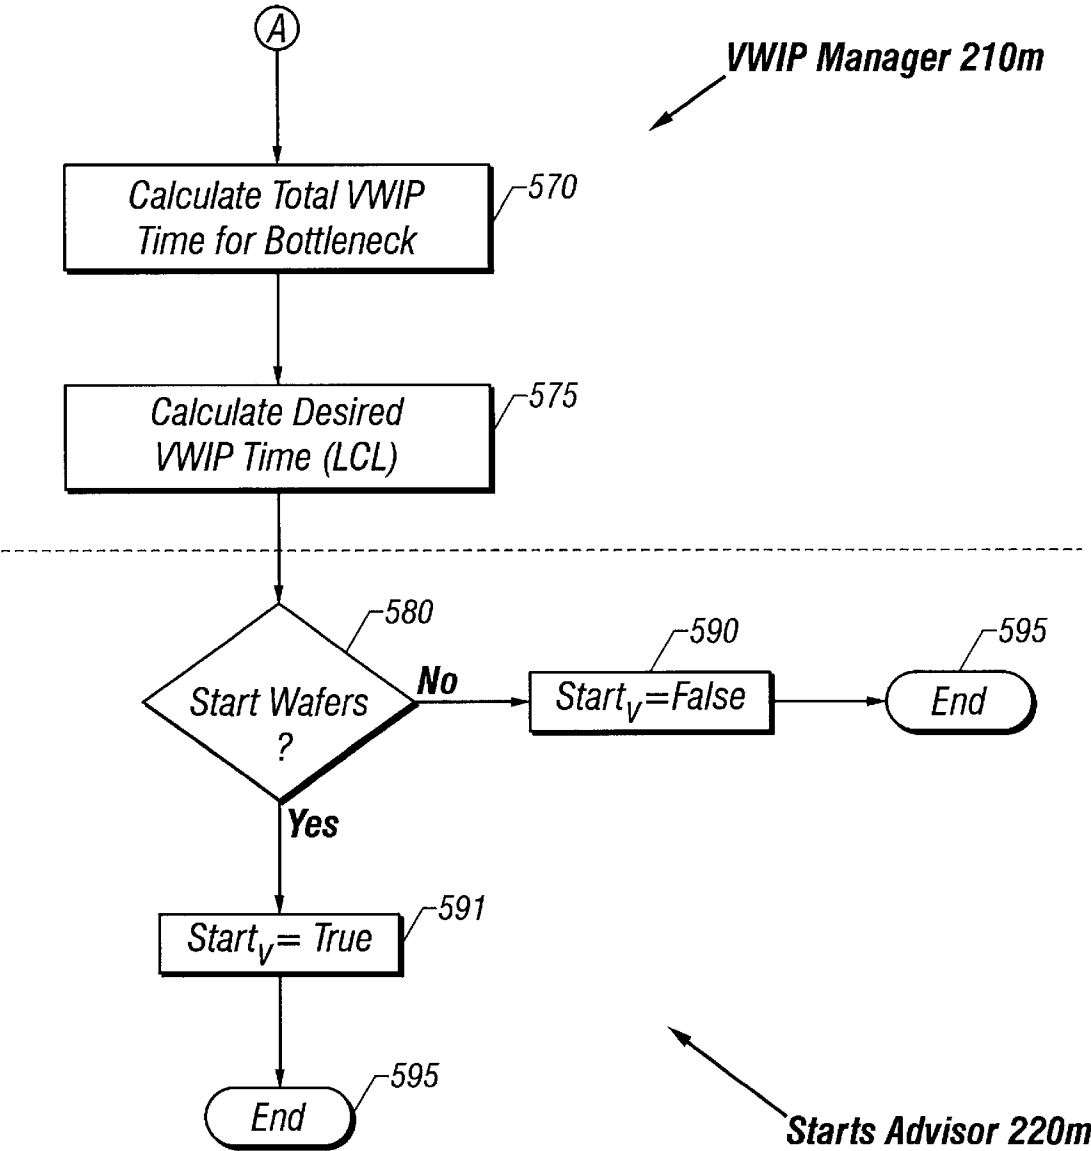 A
VWIP Manager 210m
Calculate Total VWIP
Time for Bottleneck
570
Calculate Desired
VWIP Time (LCL)
575
580
Start Wafers
?
No
590
Startv=False
595
End
Yes
591
Startv= True
595
End
Starts Advisor 220m